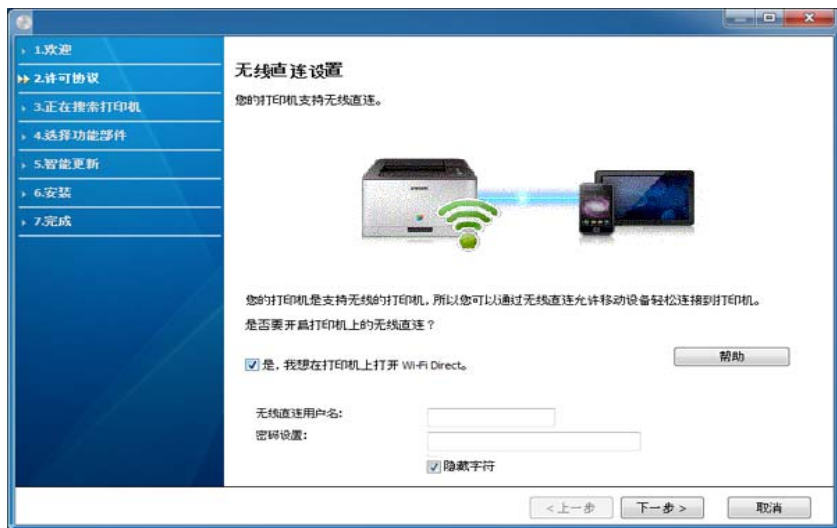 1.欢迎
2.许可协议
3.正在搜索打印机
4.选择功能部件
5.智能更新
6.安装
7.完成
无线直连设置
您的打印机支持无线直连。
您的打印机是支持无线的打印机，所以您可以通过无线直连允许移动设备轻松连接到打印机。
是否要开启打印机上的无线直连？
是，我想在打印机上打开 Wi-Fi Direct。
帮助
无线直连用户名:
密码设置:
隐藏字符
<上一步
下一步 >
取消